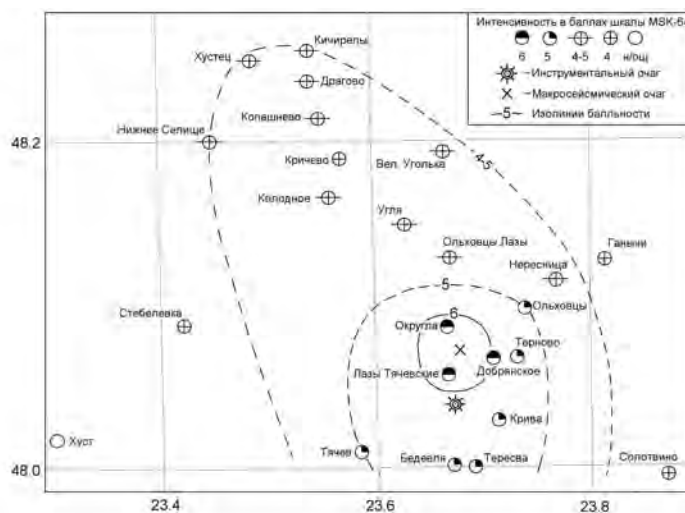 Интенсивность в баллах шкалы MSK-64
6 5 4-5 4 н/ощ
–Инструментальный очаг
–Макросейсмический очаг
–5– Изолинии балльности
Кичирелы
Хустец
Драгово
Копашнево
48.2
Нижнее Селище
Кричево
Вел. Уголька
4-5
Колодное
Угля
Ольховцы Лазы
Ганичи
Нересница
5
Ольховцы
Стебелевка
6
Округла
Терново
Лазы Тячевские
Добрянское
Крива
Хуст
Тячев
Бедевля
Тересва
Солотвино
48.0
23.4
23.6
23.8